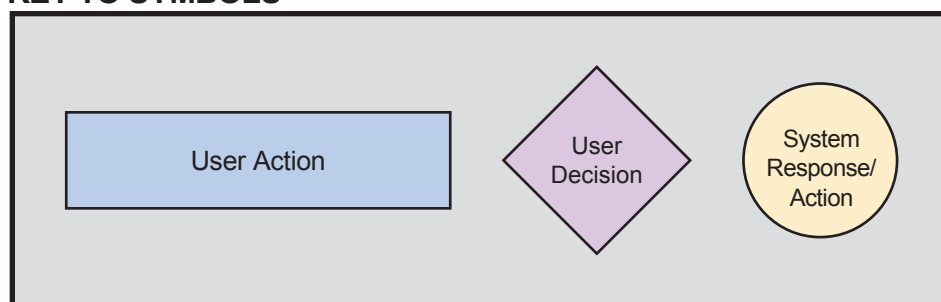 KEY TO SYMBOLS
User Action
User
Decision
System
Response/
Action